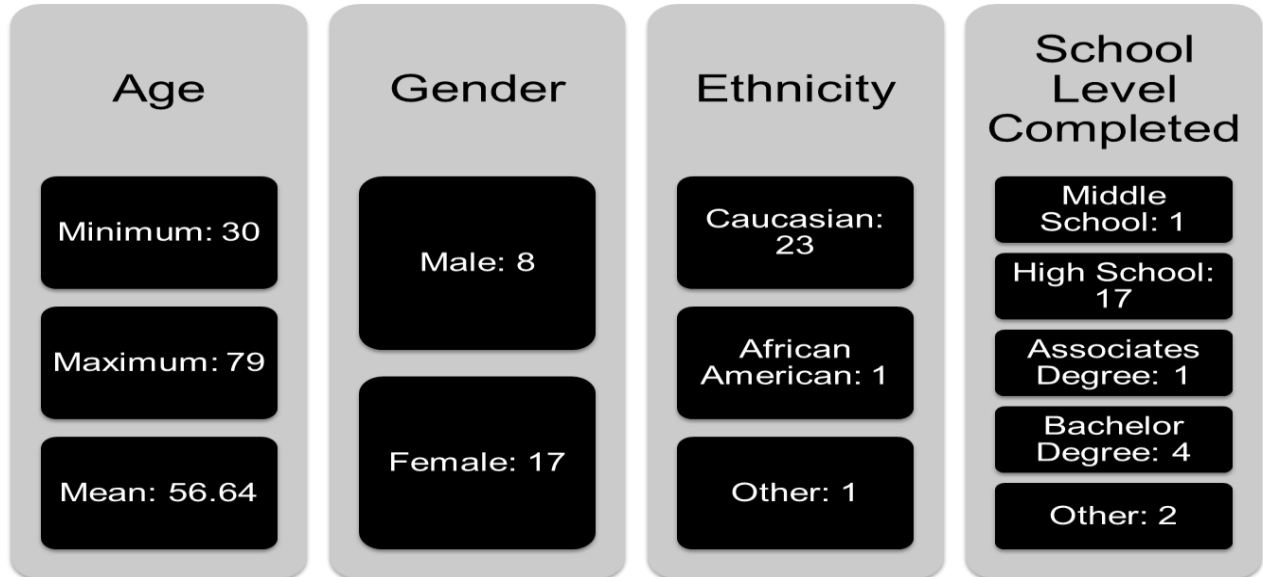 Age
Minimum: 30
Maximum: 79
Mean: 56.64
Gender
Male: 8
Female: 17
Ethnicity
Caucasian:
23
African
American: 1
Other: 1
School
Level
Completed
Middle
School: 1
High School:
17
Associates
Degree: 1
Bachelor
Degree: 4
Other: 2